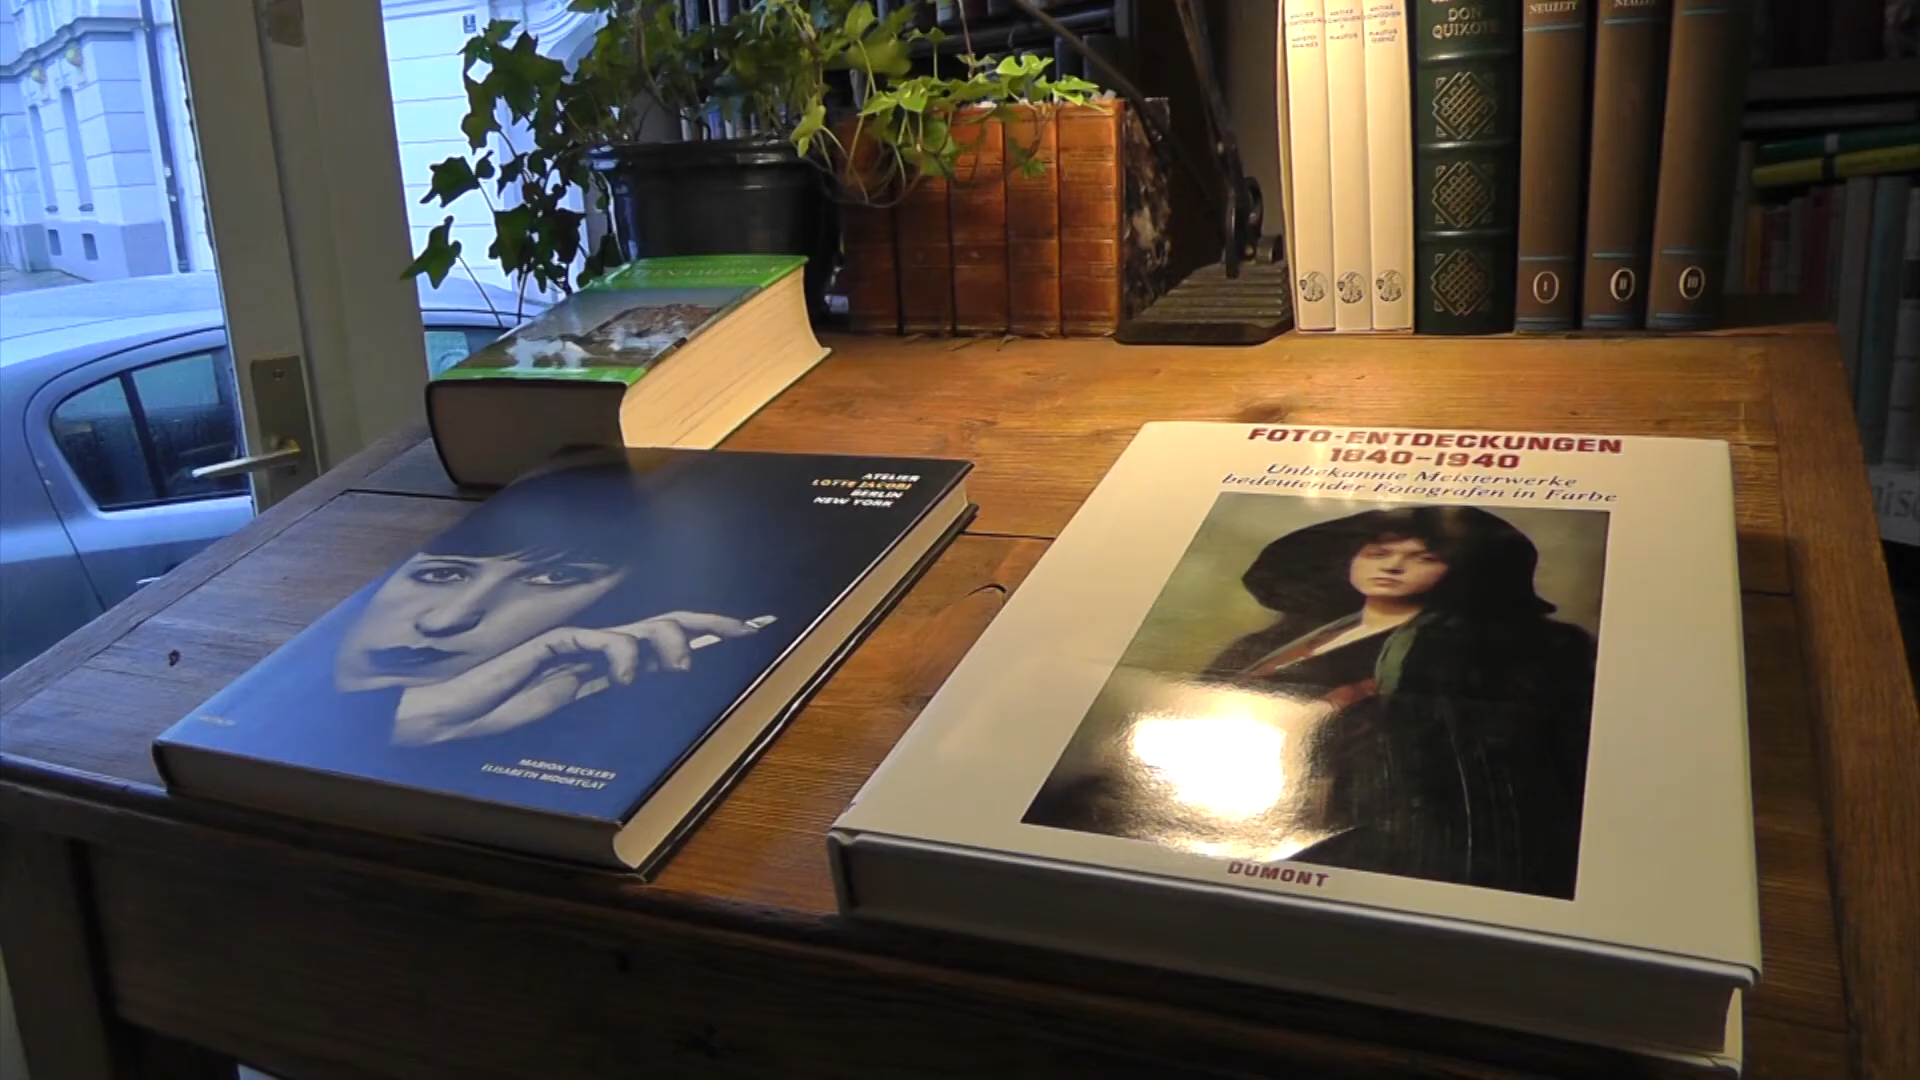 DON
QUIXOTE
NEUZEIT
I
II
III
ATELIER
LOTTE JACOBI
BERLIN
NEW YORK
MARION BECKERS
ELISABETH MOORTGAT
FOTO-ENTDECKUNGEN
1840-1940
Unbekannte Meisterwerke
bedeutender Fotografen in Farbe
DUMONT